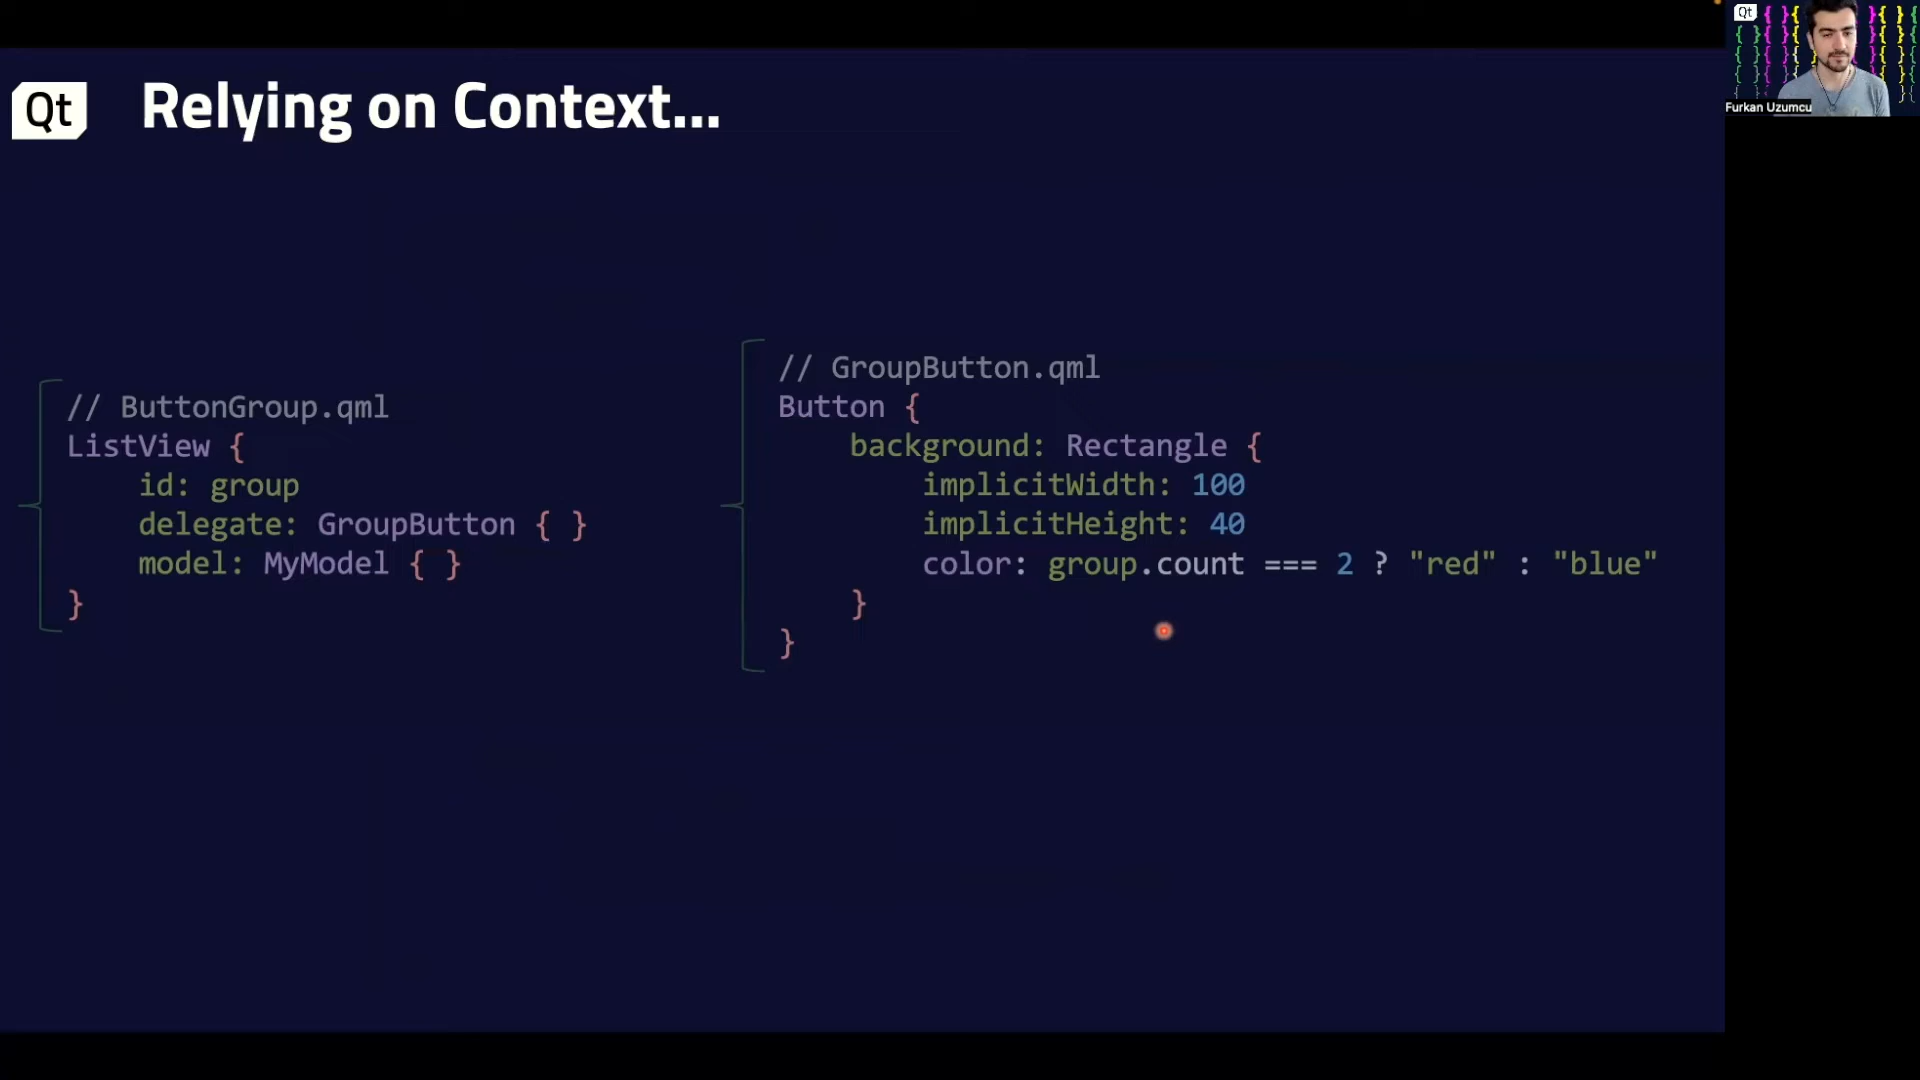 Qt
Relying on Context...
// ButtonGroup.qml
ListView {
id: group
delegate: GroupButton { }
model: MyModel { }
}
// GroupButton.qml
Button {
background: Rectangle {
implicitWidth: 100
implicitHeight: 40
color: group.count === 2 ? "red" : "blue"
}
}
Qt
Furkan Uzumcu